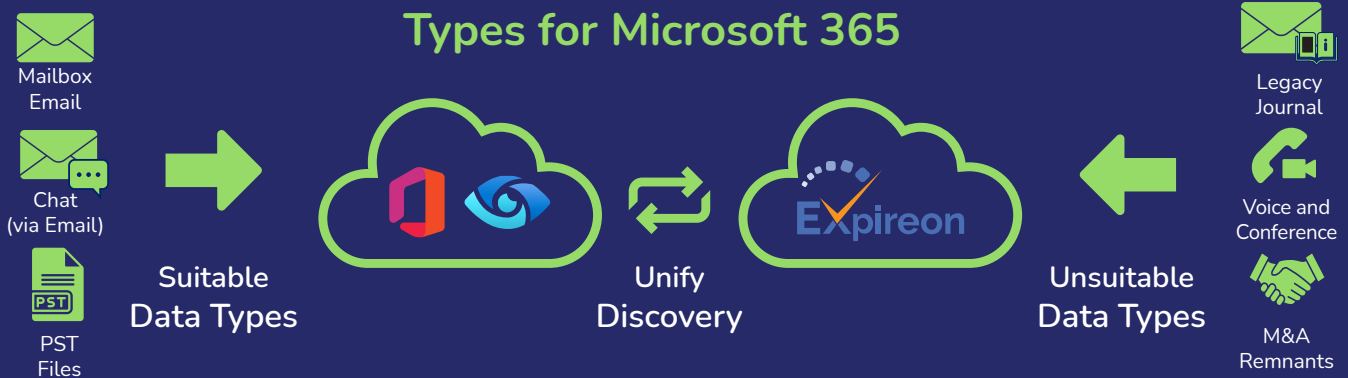 Types for Microsoft 365
Mailbox
Email
Chat
(via Email)
PST
PST
Files
Suitable
Data Types
Unify
Discovery
EXpireon
Unsuitable
Data Types
Legacy
Journal
Voice and
Conference
M&A
Remnants